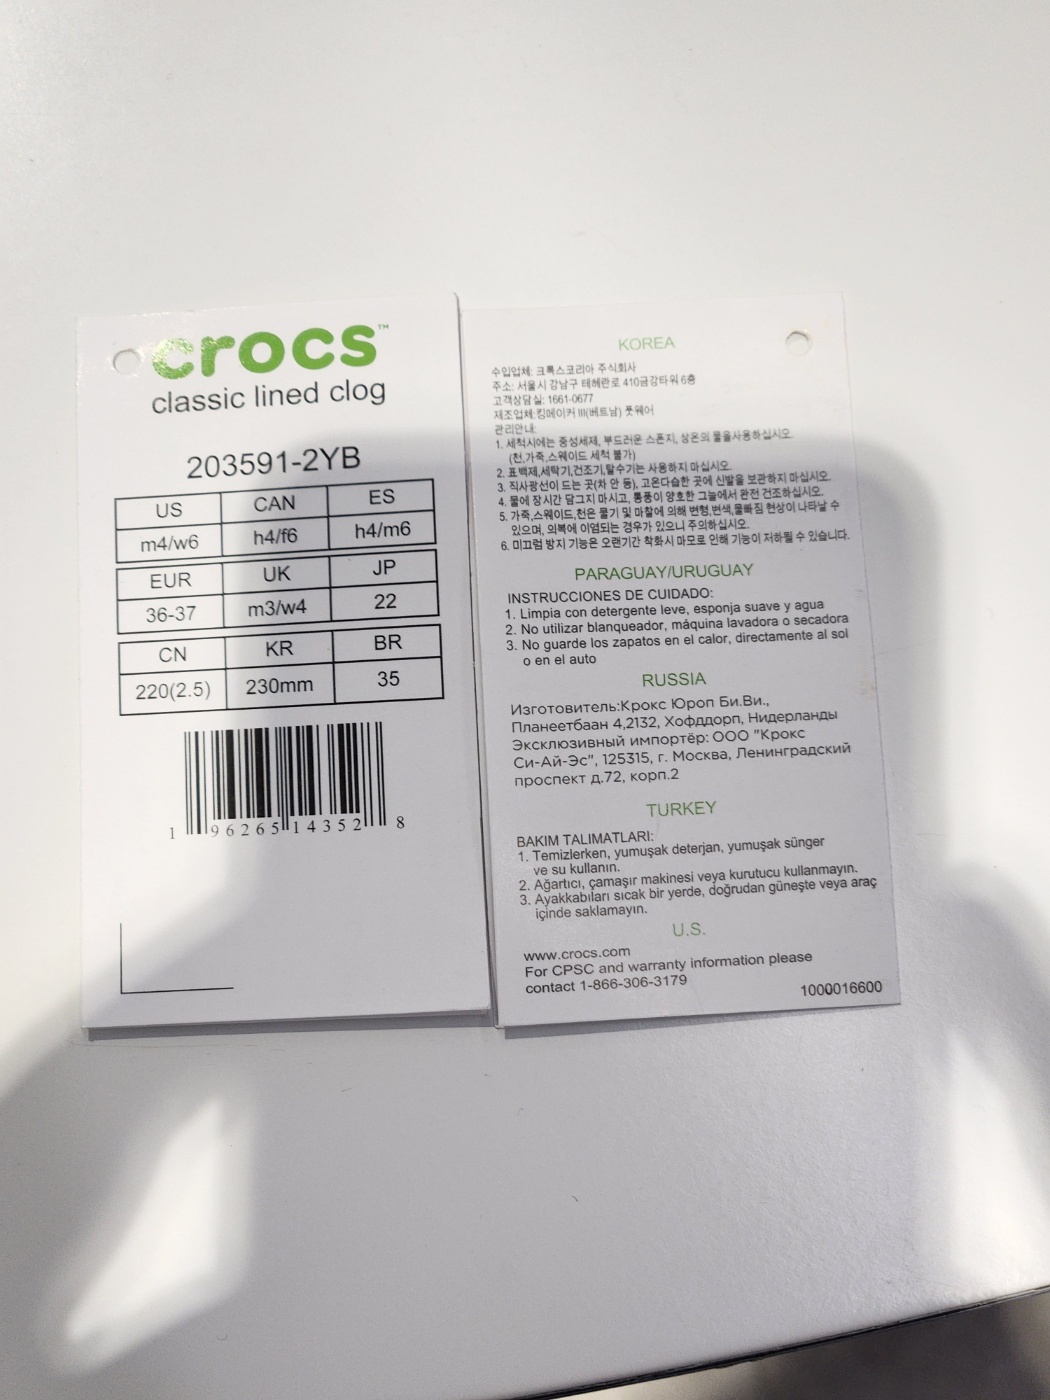 crocs™
classic lined clog
203591-2YB
US CAN ES
m4/w6 h4/f6 h4/m6
EUR UK JP
36-37 m3/w4 22
CN KR BR
220(2.5) 230mm 35
1 96265 14352 8
KOREA
수입업체: 크록스코리아 주식회사
주소: 서울시 강남구 테헤란로 410금강타워 6층
고객상담실: 1661-0677
제조업체:킹메이커 III(베트남) 풋웨어
관리안내:
1. 세척시에는 중성세제, 부드러운 스폰지, 상온의 물을사용하십시오.
(천,가죽,스웨이드 세척 불가)
2. 표백제,세탁기,건조기,탈수기는 사용하지 마십시오.
3. 직사광선이 드는 곳(차 안 등), 고온다습한 곳에 신발을 보관하지 마십시오.
4. 물에 장시간 담그지 마시고, 통풍이 양호한 그늘에서 완전 건조하십시오.
5. 가죽,스웨이드,천은 물기 및 마찰에 의해 변형,변색,물빠짐 현상이 나타날 수
있으며, 의복에 이염되는 경우가 있으니 주의하십시오.
6. 미끄럼 방지 기능은 오랜기간 착화시 마모로 인해 기능이 저하될 수 있습니다.
PARAGUAY/URUGUAY
INSTRUCCIONES DE CUIDADO:
1. Limpia con detergente leve, esponja suave y agua
2. No utilizar blanqueador, máquina lavadora o secadora
3. No guarde los zapatos en el calor, directamente al sol
o en el auto
RUSSIA
Изготовитель:Крокс Юроп Би.Ви.,
Планеетбаан 4,2132, Хофддорп, Нидерланды
Эксклюзивный импортёр: ООО "Крокс
Си-Ай-Эс", 125315, г. Москва, Ленинградский
проспект д.72, корп.2
TURKEY
BAKIM TALIMATLARI:
1. Temizlerken, yumuşak deterjan, yumuşak sünger
ve su kullanın.
2. Ağartıcı, çamaşır makinesi veya kurutucu kullanmayın.
3. Ayakkabıları sıcak bir yerde, doğrudan güneşte veya araç
içinde saklamayın.
U.S.
www.crocs.com
For CPSC and warranty information please
contact 1-866-306-3179
1000016600